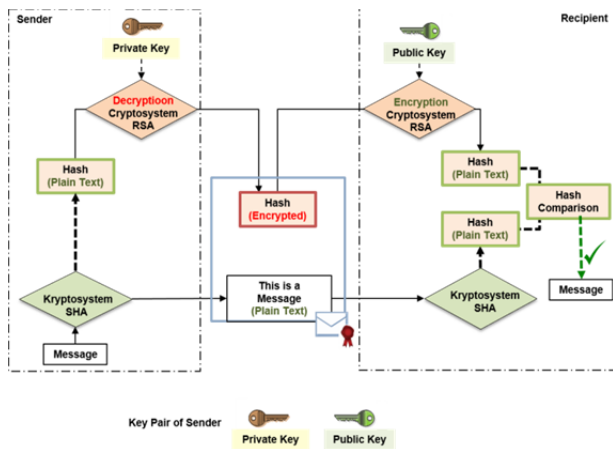 Sender
Recipient
Private Key
Public Key
Decryptioon
Cryptosystem
RSA
Encryption
Cryptosystem
RSA
Hash
(Plain Text)
Hash
(Encrypted)
Hash
(Plain Text)
Hash
Comparison
Hash
(Plain Text)
Kryptosystem
SHA
This is a
Message
(Plain Text)
Kryptosystem
SHA
Message
Message
Key Pair of Sender
Private Key
Public Key